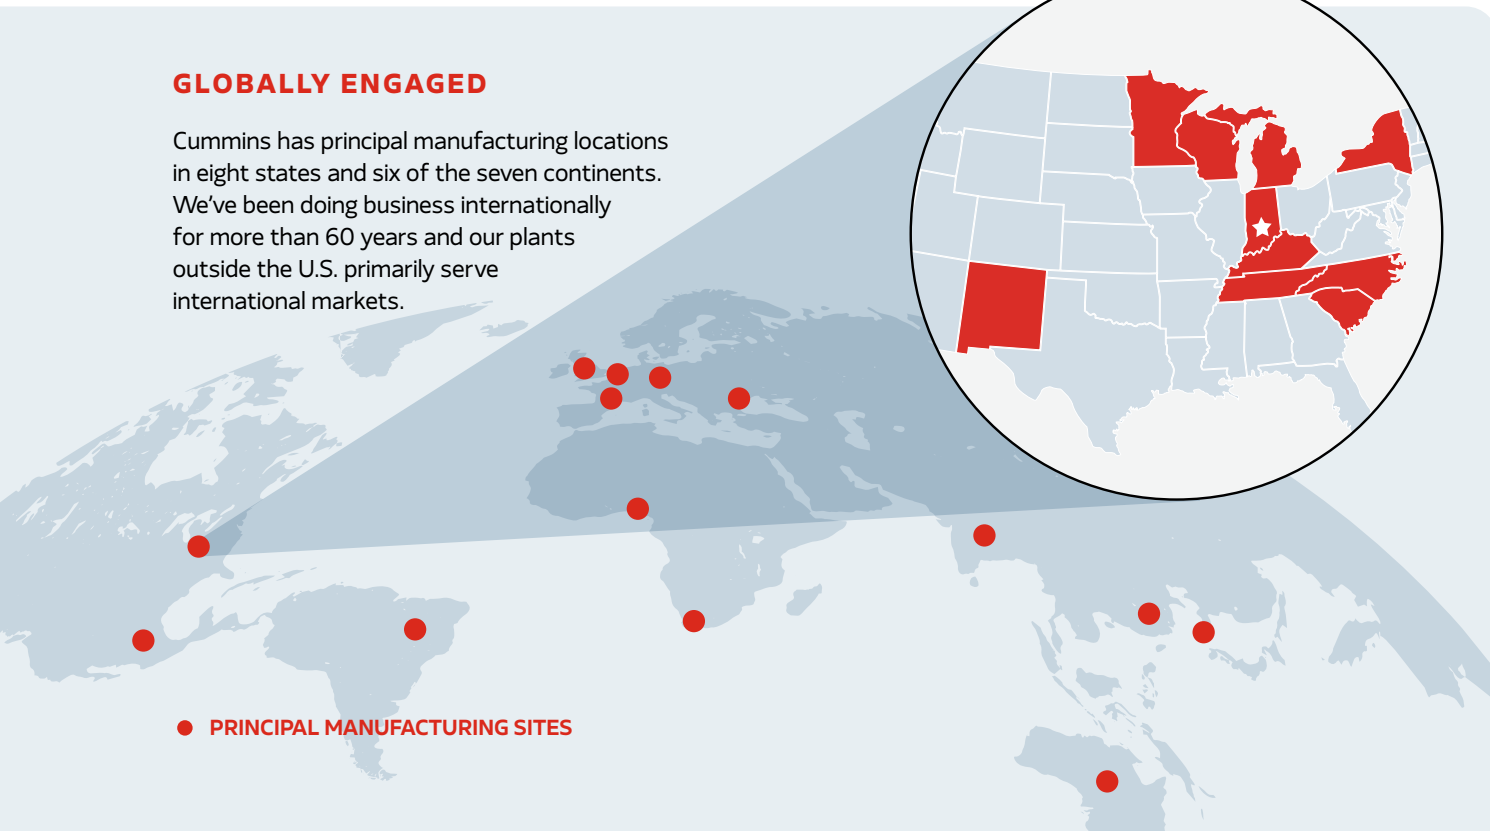 GLOBALLY ENGAGED
Cummins has principal manufacturing locations
in eight states and six of the seven continents.
We’ve been doing business internationally
for more than 60 years and our plants
outside the U.S. primarily serve
international markets.
PRINCIPAL MANUFACTURING SITES